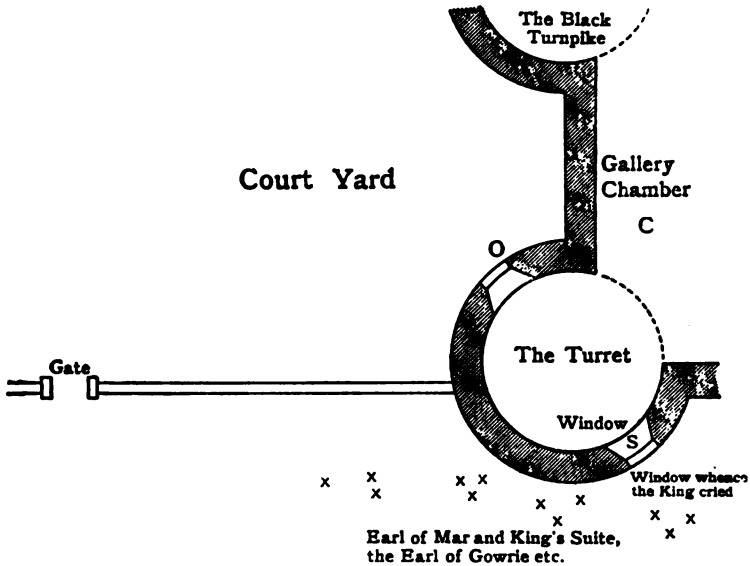 The Black
Turnpike
Gallery
Chamber
Court Yard
C
O
The Turret
Gate
Window
S
Window whence
the King cried
x x x x x x x x x x x x
Earl of Mar and King's Suite,
the Earl of Gowrie etc.